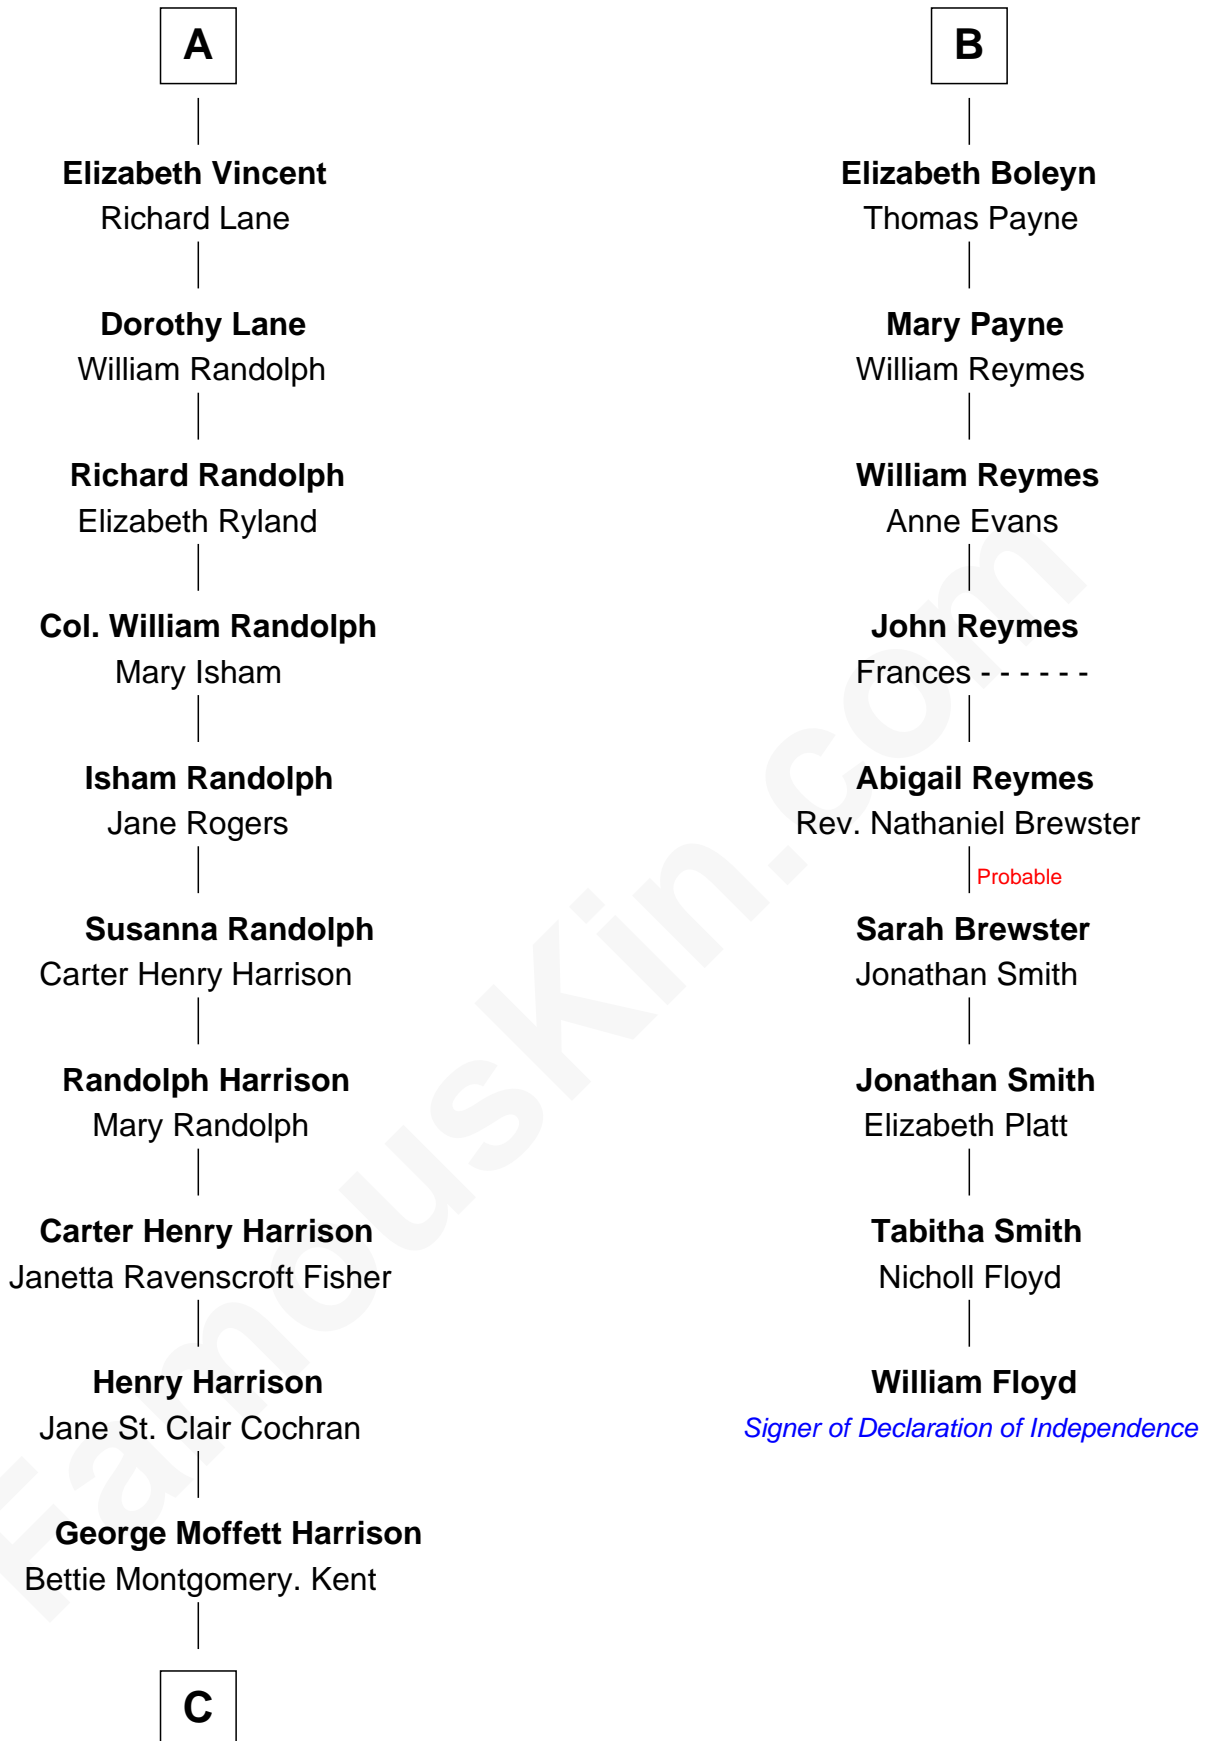 A
Elizabeth Vincent
Richard Lane
Dorothy Lane
William Randolph
Richard Randolph
Elizabeth Ryland
Col. William Randolph
Mary Isham
Isham Randolph
Jane Rogers
Susanna Randolph
Carter Henry Harrison
Randolph Harrison
Mary Randolph
Carter Henry Harrison
Janetta Ravenscroft Fisher
Henry Harrison
Jane St. Clair Cochran
George Moffett Harrison
Bettie Montgomery. Kent
C
B
Elizabeth Boleyn
Thomas Payne
Mary Payne
William Reymes
William Reymes
Anne Evans
John Reymes
Frances - - - - - -
Abigail Reymes
Rev. Nathaniel Brewster
Probable
Sarah Brewster
Jonathan Smith
Jonathan Smith
Elizabeth Platt
Tabitha Smith
Nicholl Floyd
William Floyd
Signer of Declaration of Independence
FamousKin.com